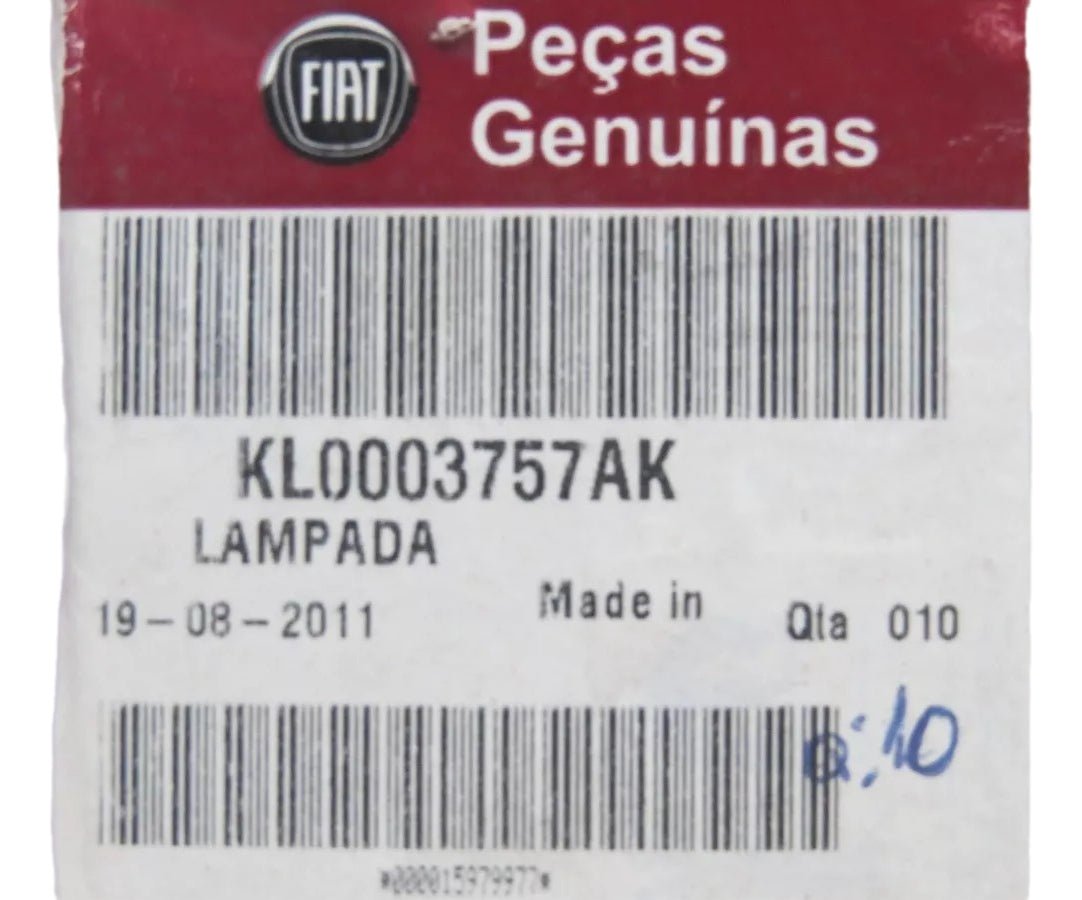 FIAT
Peças
Genuínas
KL0003757AK
LAMPADA
19-08-2011
Made in
Qta 010
Q:10
*000015979977*